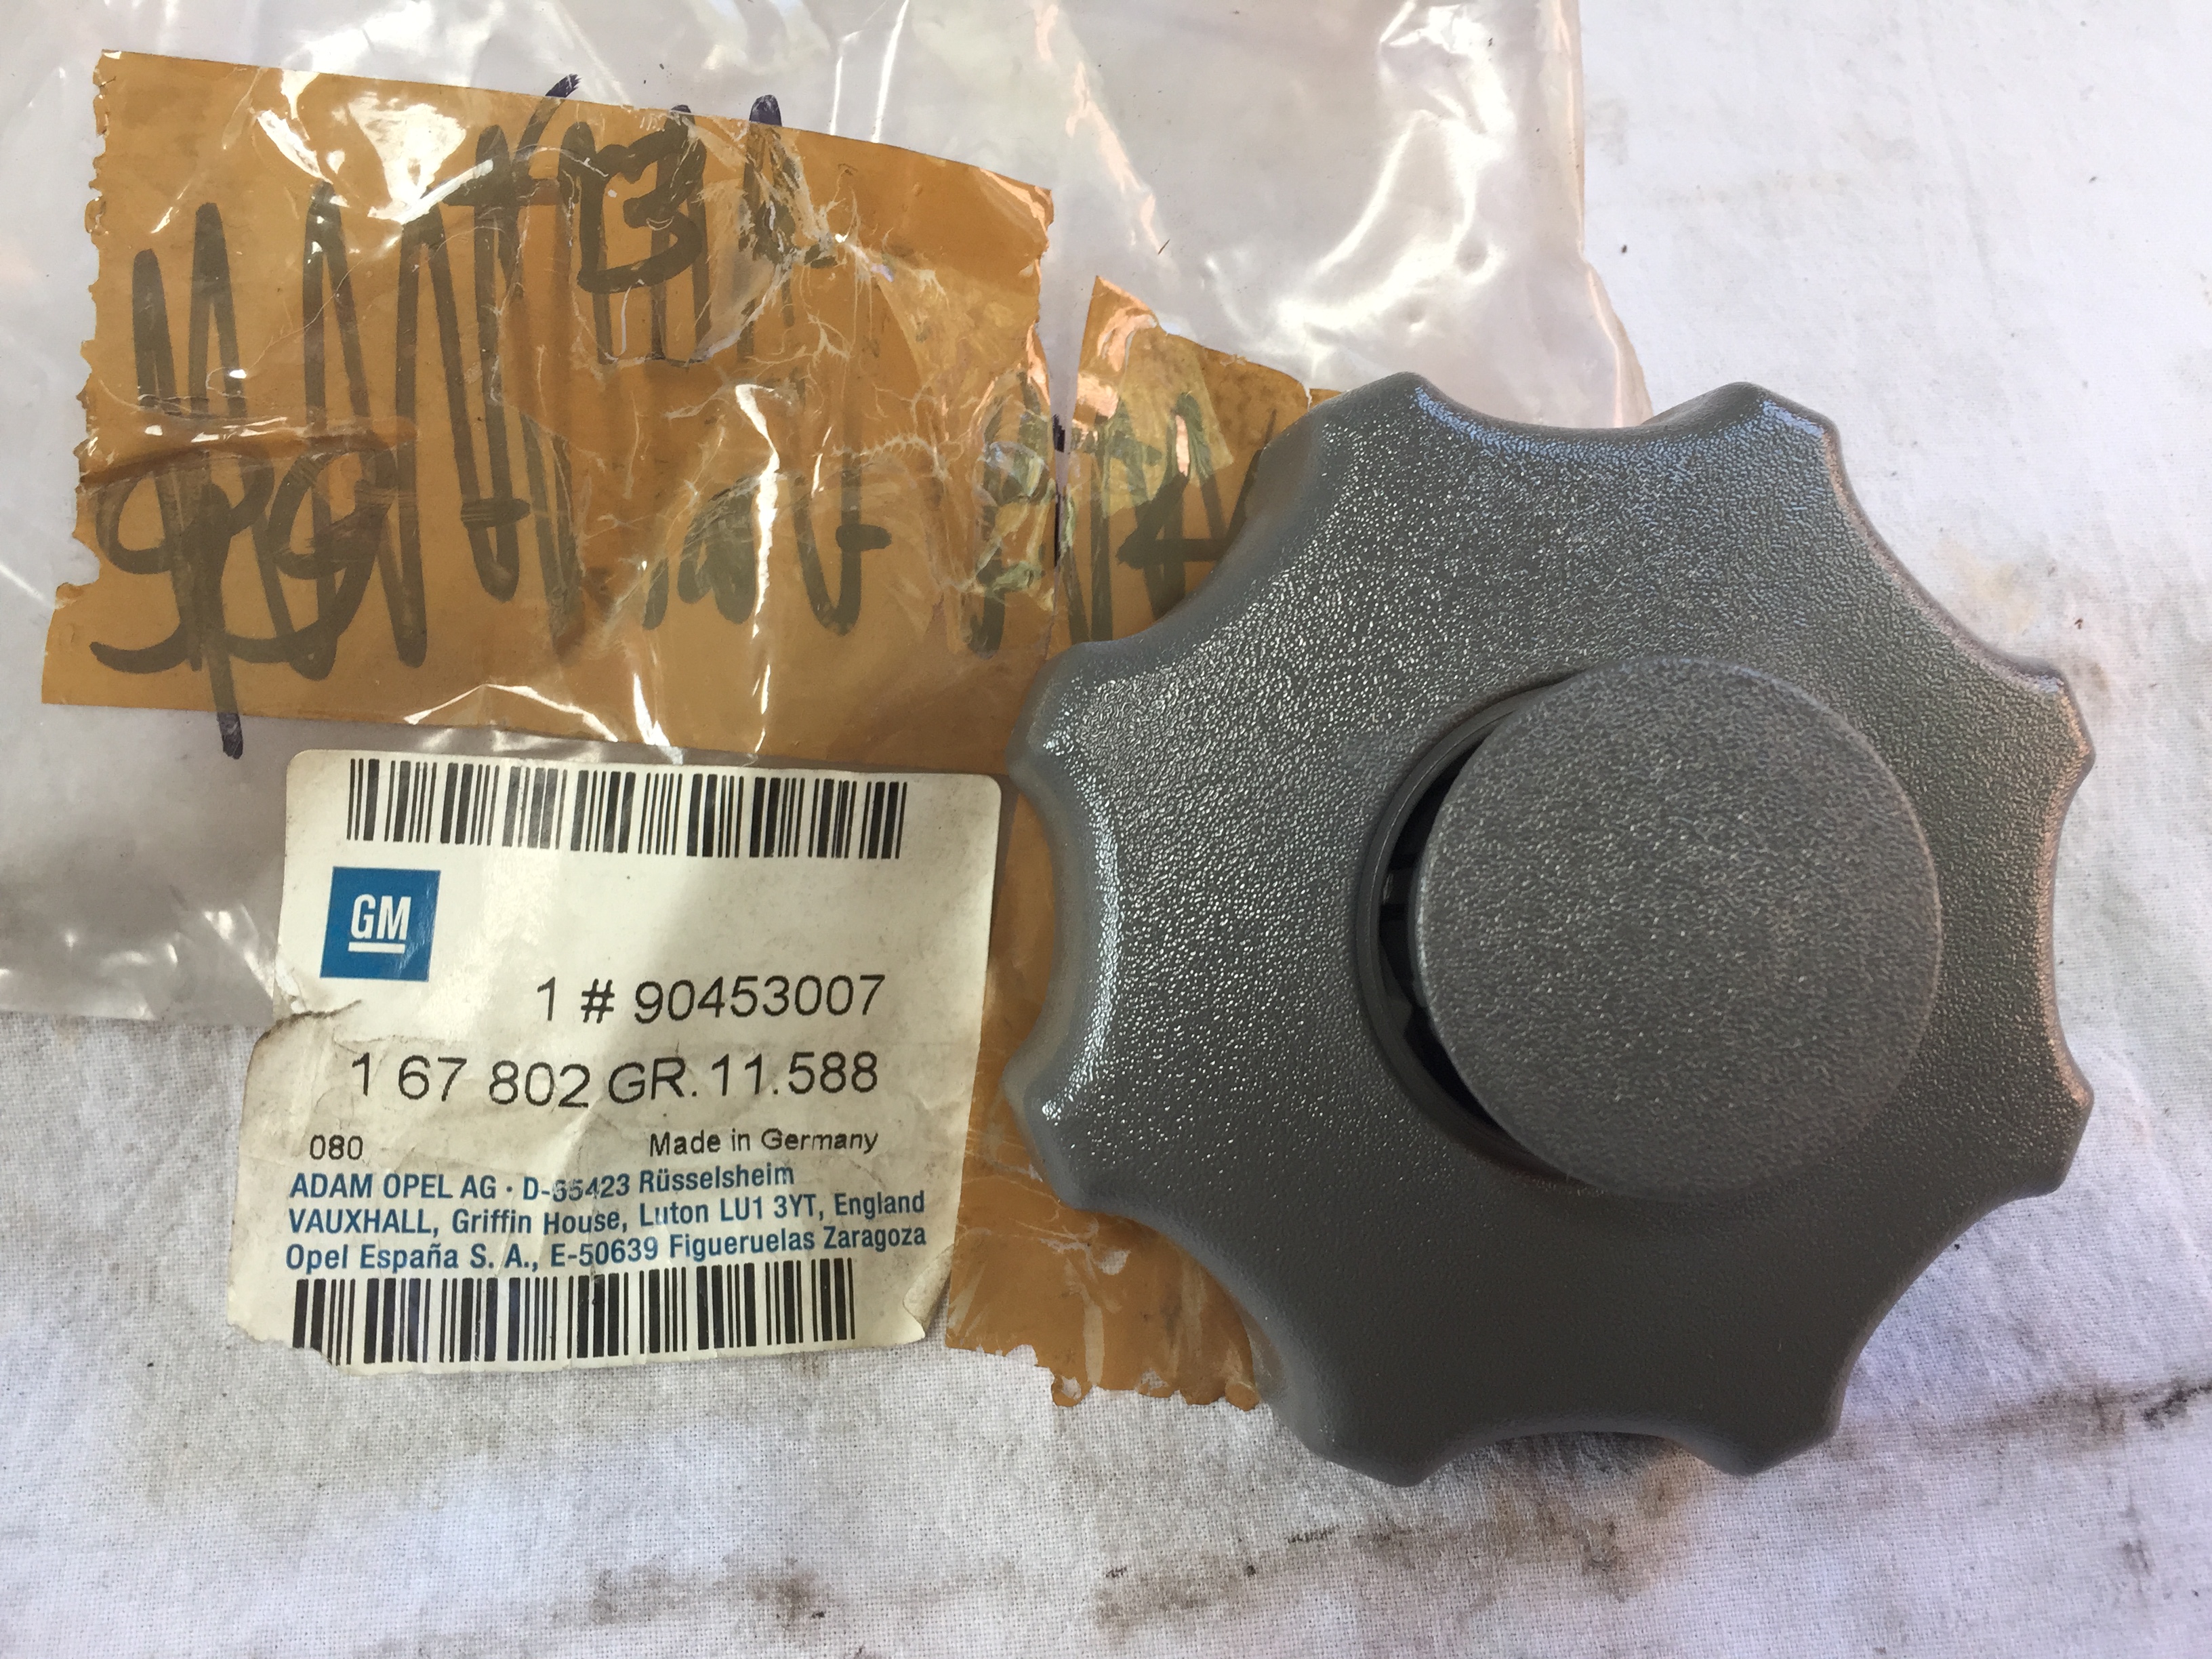 GM
1 # 90453007
1 67 802 GR. 11.588
080 Made in Germany
ADAM OPEL AG · D-65423 Rüsselsheim
VAUXHALL, Griffin House, Luton LU1 3YT, England
Opel España S. A., E-50639 Figueruelas Zaragoza